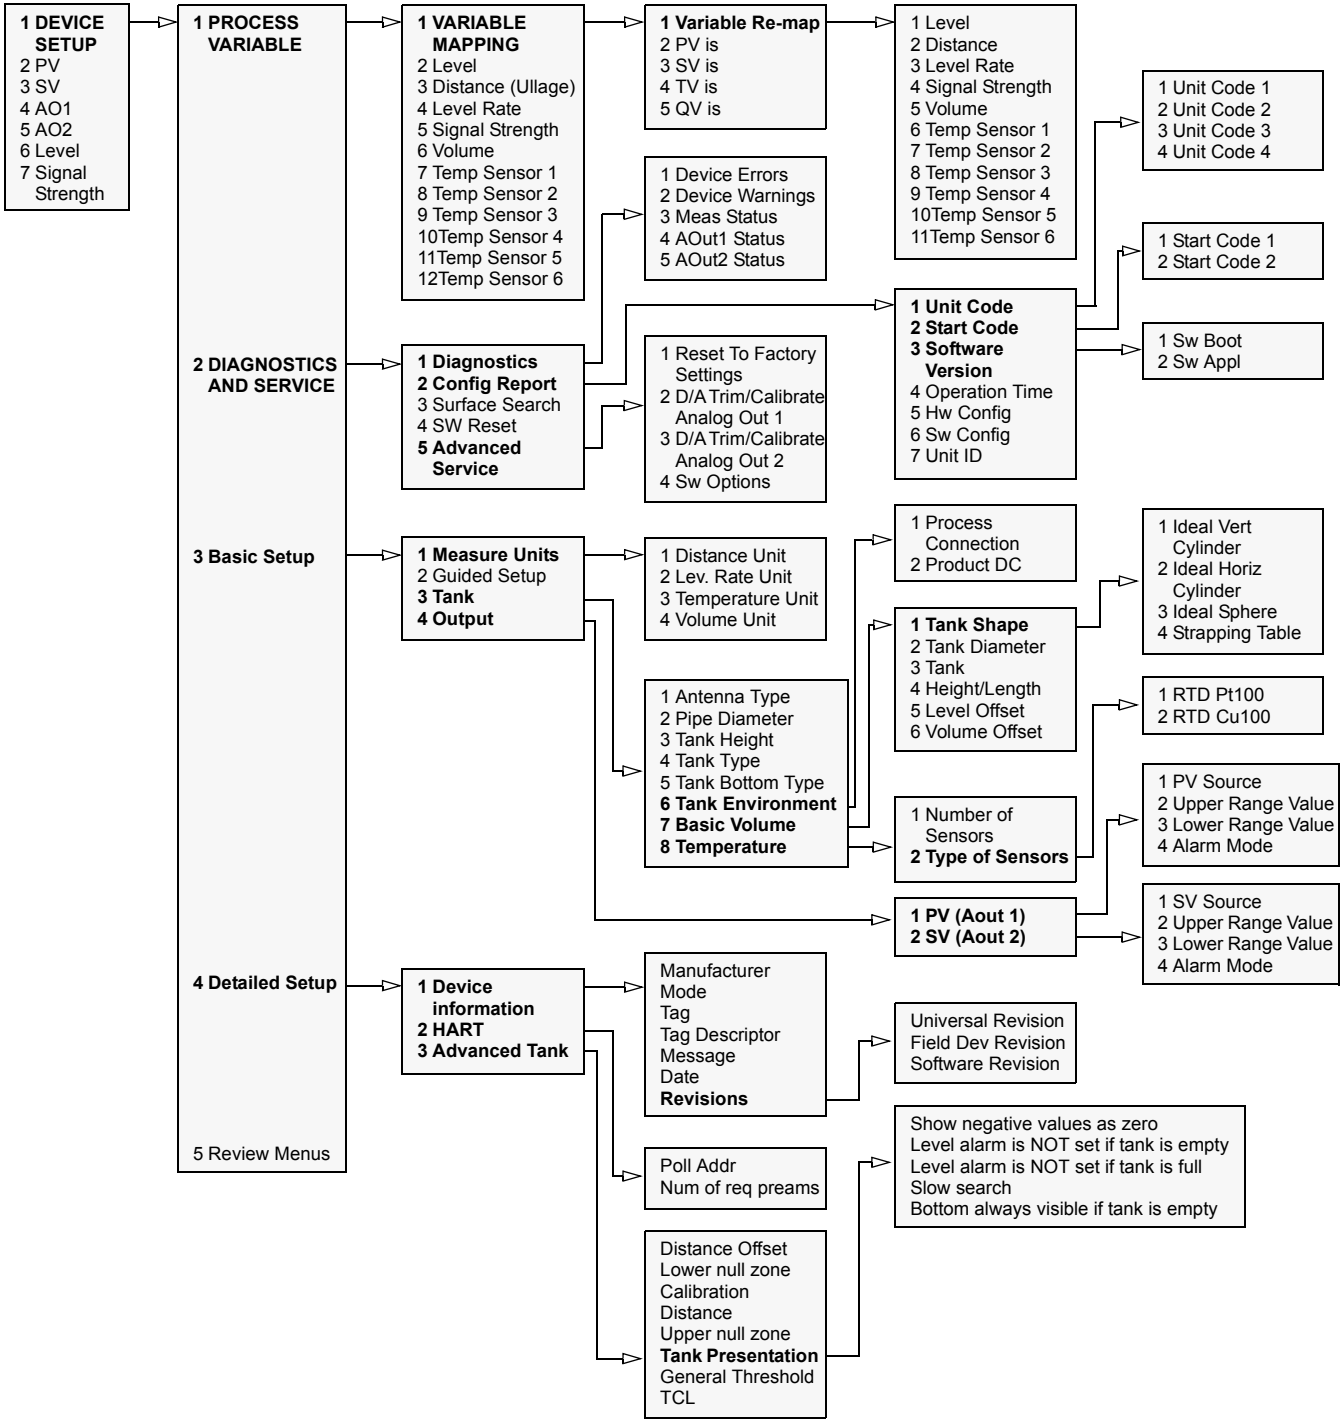 1 DEVICE
SETUP
2 PV
3 SV
4 AO1
5 AO2
6 Level
7 Signal
Strength
1 PROCESS
VARIABLE
2 DIAGNOSTICS
AND SERVICE
3 Basic Setup
4 Detailed Setup
5 Review Menus
1 VARIABLE
MAPPING
2 Level
3 Distance (Ullage)
4 Level Rate
5 Signal Strength
6 Volume
7 Temp Sensor 1
8 Temp Sensor 2
9 Temp Sensor 3
10Temp Sensor 4
11Temp Sensor 5
12Temp Sensor 6
1 Diagnostics
2 Config Report
3 Surface Search
4 SW Reset
5 Advanced
Service
1 Measure Units
2 Guided Setup
3 Tank
4 Output
1 Device
information
2 HART
3 Advanced Tank
1 Variable Re-map
2 PV is
3 SV is
4 TV is
5 QV is
1 Device Errors
2 Device Warnings
3 Meas Status
4 AOut1 Status
5 AOut2 Status
1 Reset To Factory
Settings
2 D/A Trim/Calibrate
Analog Out 1
3 D/A Trim/Calibrate
Analog Out 2
4 Sw Options
1 Distance Unit
2 Lev. Rate Unit
3 Temperature Unit
4 Volume Unit
1 Antenna Type
2 Pipe Diameter
3 Tank Height
4 Tank Type
5 Tank Bottom Type
6 Tank Environment
7 Basic Volume
8 Temperature
Manufacturer
Mode
Tag
Tag Descriptor
Message
Date
Revisions
Poll Addr
Num of req preams
Distance Offset
Lower null zone
Calibration
Distance
Upper null zone
Tank Presentation
General Threshold
TCL
1 Level
2 Distance
3 Level Rate
4 Signal Strength
5 Volume
6 Temp Sensor 1
7 Temp Sensor 2
8 Temp Sensor 3
9 Temp Sensor 4
10Temp Sensor 5
11Temp Sensor 6
1 Unit Code
2 Start Code
3 Software
Version
4 Operation Time
5 Hw Config
6 Sw Config
7 Unit ID
1 Process
Connection
2 Product DC
1 Tank Shape
2 Tank Diameter
3 Tank
4 Height/Length
5 Level Offset
6 Volume Offset
1 Number of
Sensors
2 Type of Sensors
1 PV (Aout 1)
2 SV (Aout 2)
Universal Revision
Field Dev Revision
Software Revision
Show negative values as zero
Level alarm is NOT set if tank is empty
Level alarm is NOT set if tank is full
Slow search
Bottom always visible if tank is empty
1 Unit Code 1
2 Unit Code 2
3 Unit Code 3
4 Unit Code 4
1 Start Code 1
2 Start Code 2
1 Sw Boot
2 Sw Appl
1 Ideal Vert
Cylinder
2 Ideal Horiz
Cylinder
3 Ideal Sphere
4 Strapping Table
1 RTD Pt100
2 RTD Cu100
1 PV Source
2 Upper Range Value
3 Lower Range Value
4 Alarm Mode
1 SV Source
2 Upper Range Value
3 Lower Range Value
4 Alarm Mode